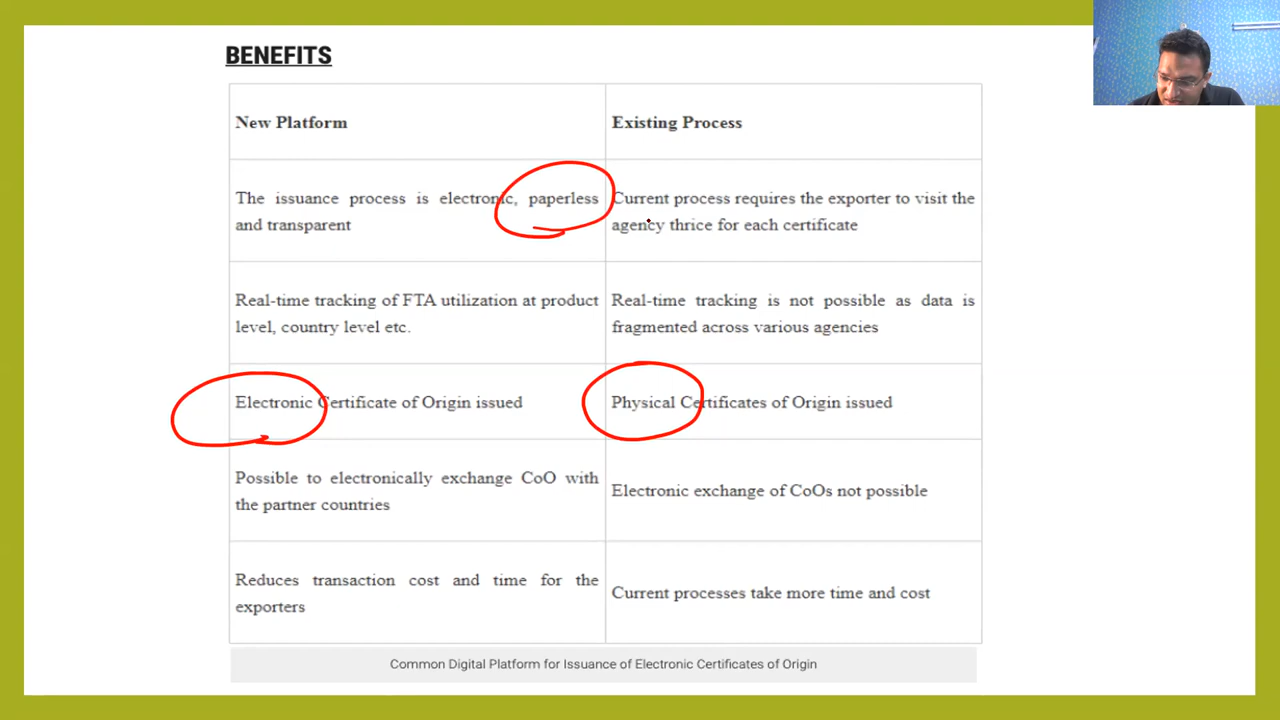 BENEFITS
New Platform
Existing Process
The issuance process is electronic, paperless
and transparent
Current process requires the exporter to visit the
agency thrice for each certificate
Real-time tracking of FTA utilization at product
level, country level etc.
Real-time tracking is not possible as data is
fragmented across various agencies
Electronic Certificate of Origin issued
Physical Certificates of Origin issued
Possible to electronically exchange CoO with
the partner countries
Electronic exchange of CoOs not possible
Reduces transaction cost and time for the
exporters
Current processes take more time and cost
Common Digital Platform for Issuance of Electronic Certificates of Origin